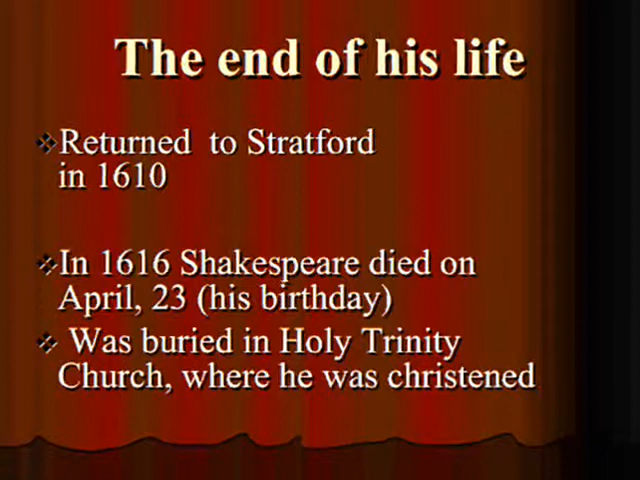 The end of his life
Returned to Stratford
in 1610
In 1616 Shakespeare died on
April, 23 (his birthday)
Was buried in Holy Trinity
Church, where he was christened